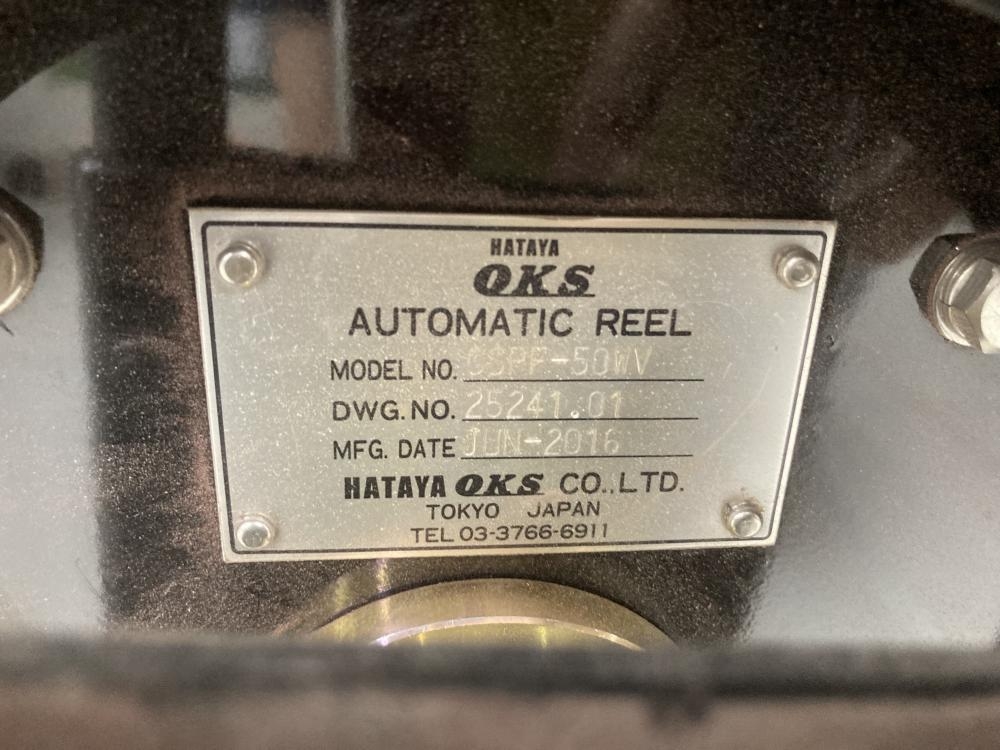 HATAYA
OKS
AUTOMATIC REEL
MODEL NO. CSPF-50WV
DWG. NO. 25241.01
MFG. DATE JUN-2016
HATAYA OKS CO.,LTD.
TOKYO JAPAN
TEL 03-3766-6911